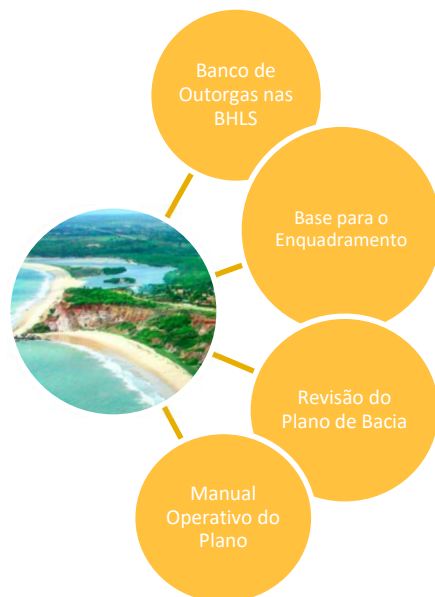 Banco de
Outorgas nas
BHLS
Base para o
Enquadramento
Revisão do
Plano de Bacia
Manual
Operativo do
Plano